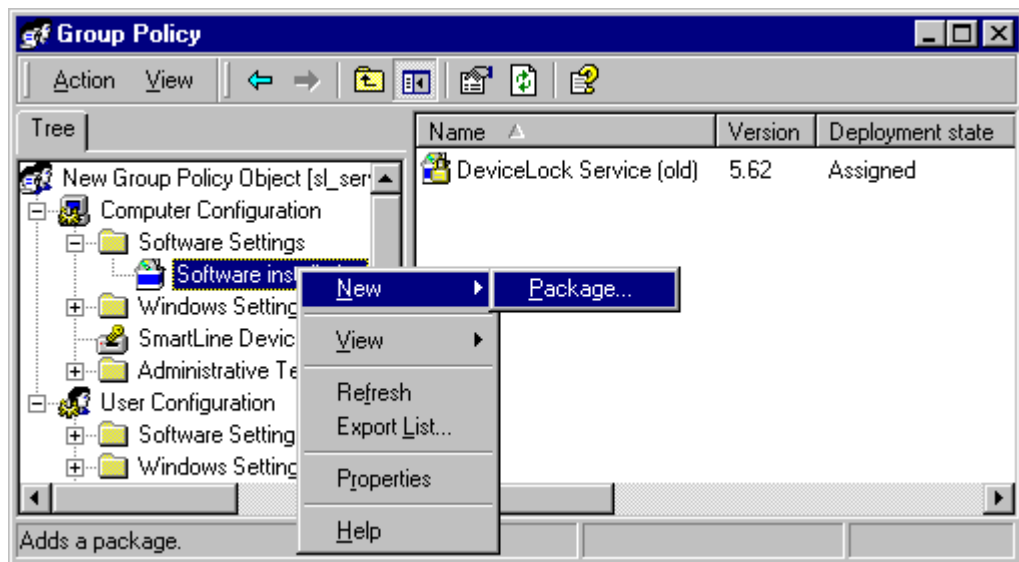 Group Policy
Action View
Tree
Name Version Deployment state
New Group Policy Object [sl_ser
DeviceLock Service (old) 5.62 Assigned
Computer Configuration
Software Settings
Software ins
New
Package...
Windows Setting
SmartLine Devic
View
Administrative Te
Refresh
User Configuration
Export List...
Software Setting
Windows Setting
Properties
Help
Adds a package.